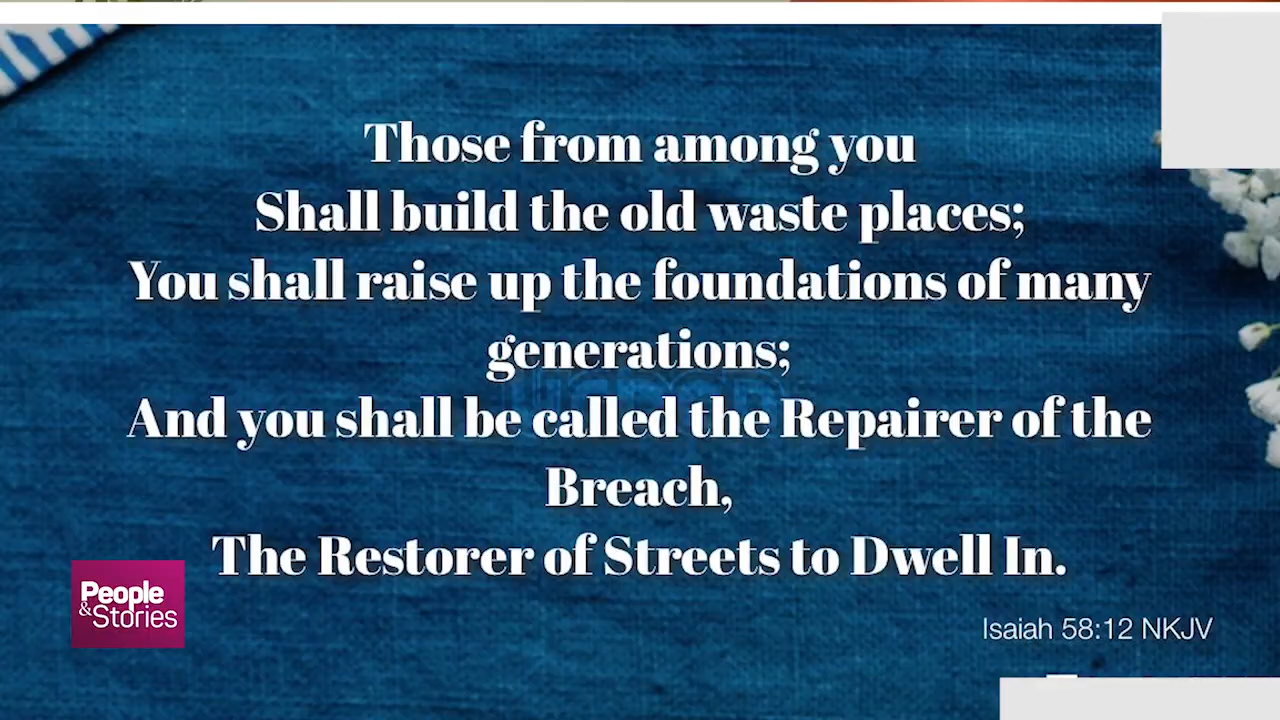 Those from among you
Shall build the old waste places;
You shall raise up the foundations of many
generations;
And you shall be called the Repairer of the
Breach,
The Restorer of Streets to Dwell In.
People
&Stories
Isaiah 58:12 NKJV